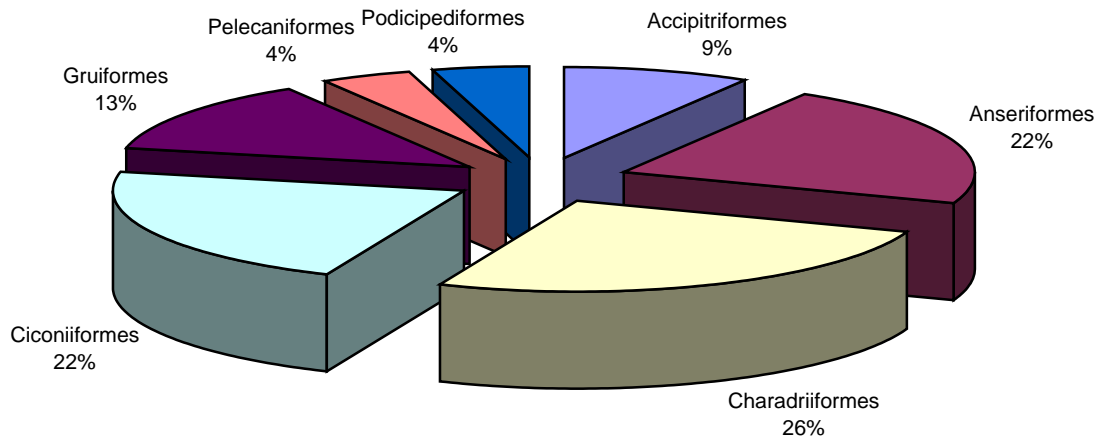 Podicipediformes
4%
Accipitriformes
9%
Pelecaniformes
4%
Gruiformes
13%
Anseriformes
22%
Ciconiiformes
22%
Charadriiformes
26%